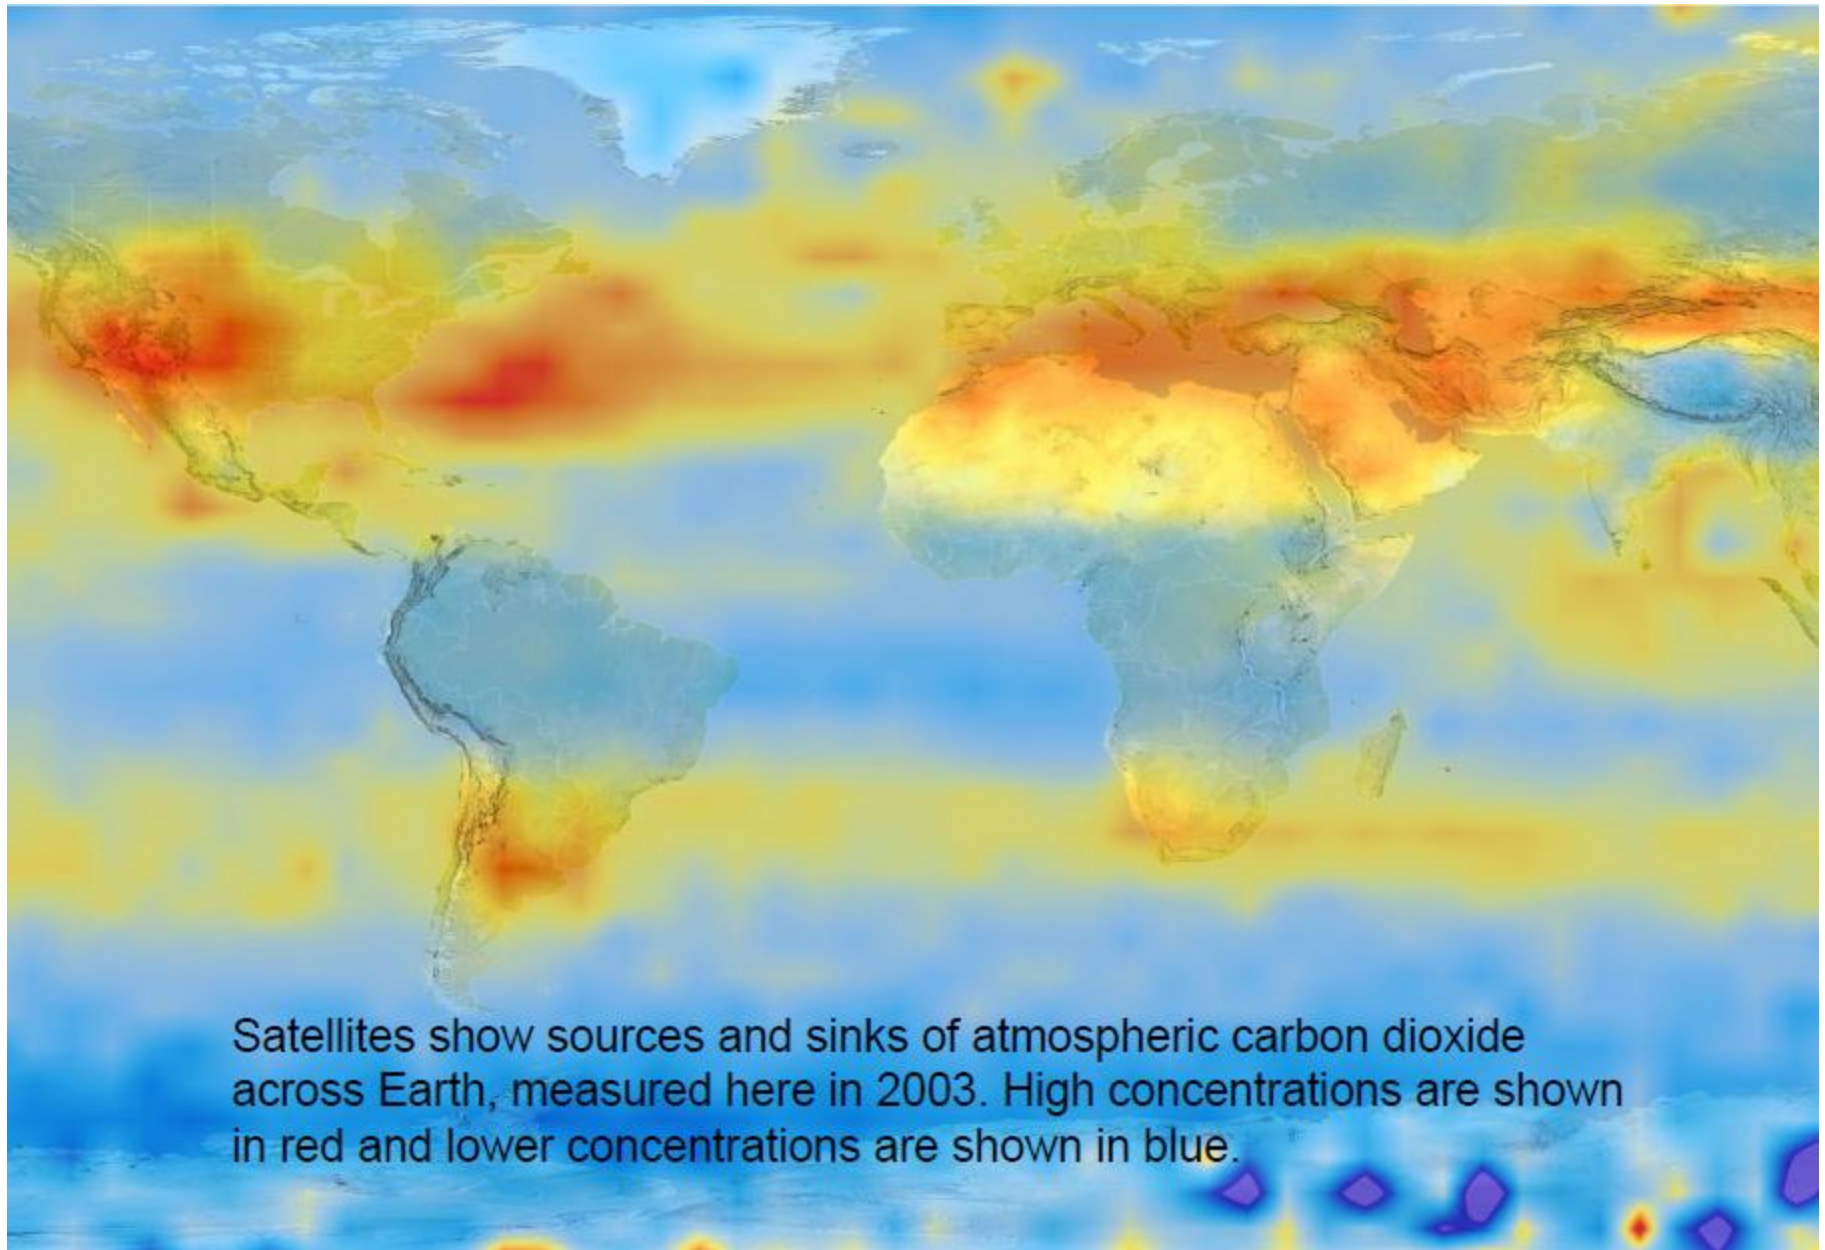 Satellites show sources and sinks of atmospheric carbon dioxide
across Earth, measured here in 2003. High concentrations are shown
in red and lower concentrations are shown in blue.